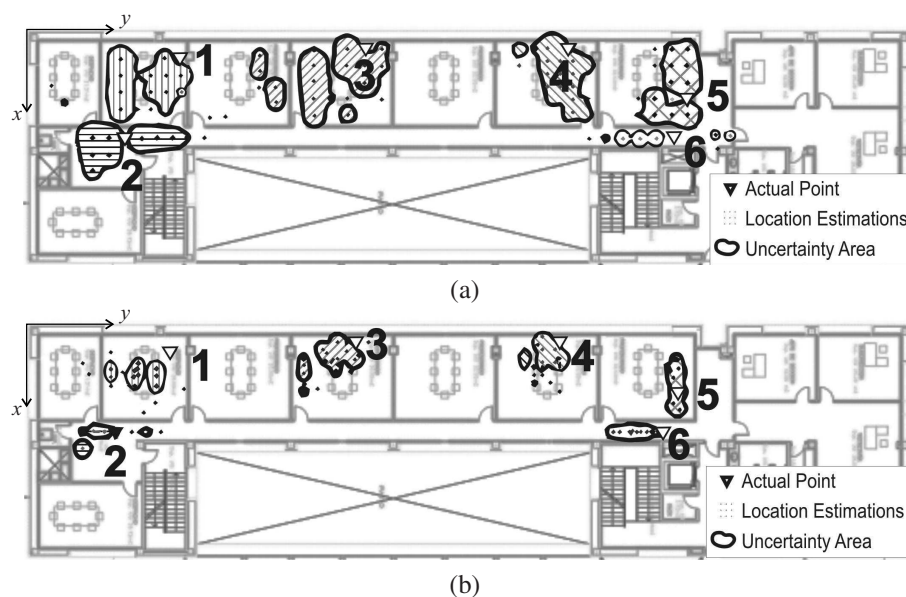 y
x
1
2
3
4
5
6
Actual Point
Location Estimations
Uncertainty Area
(a)
y
x
1
2
3
4
5
6
Actual Point
Location Estimations
Uncertainty Area
(b)